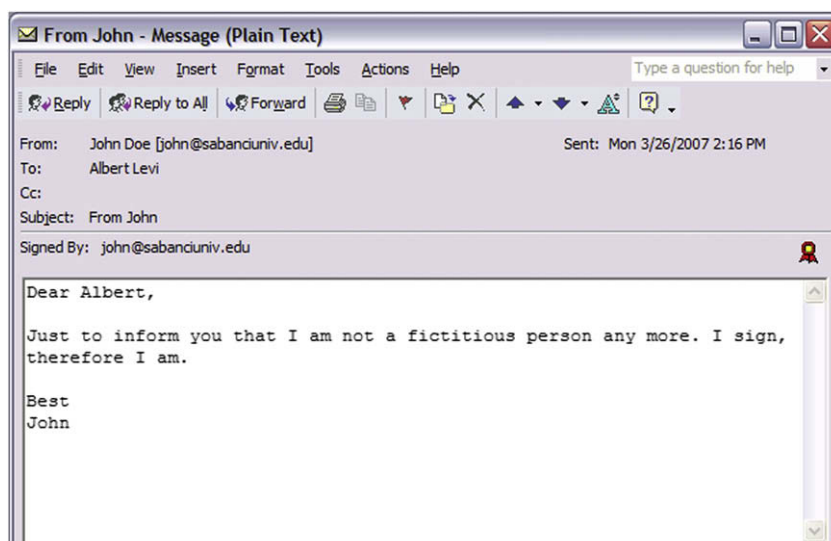 From John - Message (Plain Text)
File Edit View Insert Format Tools Actions Help Type a question for help
Reply Reply to All Forward
From: John Doe [john@sabanciuniv.edu] Sent: Mon 3/26/2007 2:16 PM
To: Albert Levi
Cc:
Subject: From John
Signed By: john@sabanciuniv.edu
Dear Albert,
Just to inform you that I am not a fictitious person any more. I sign,
therefore I am.
Best
John